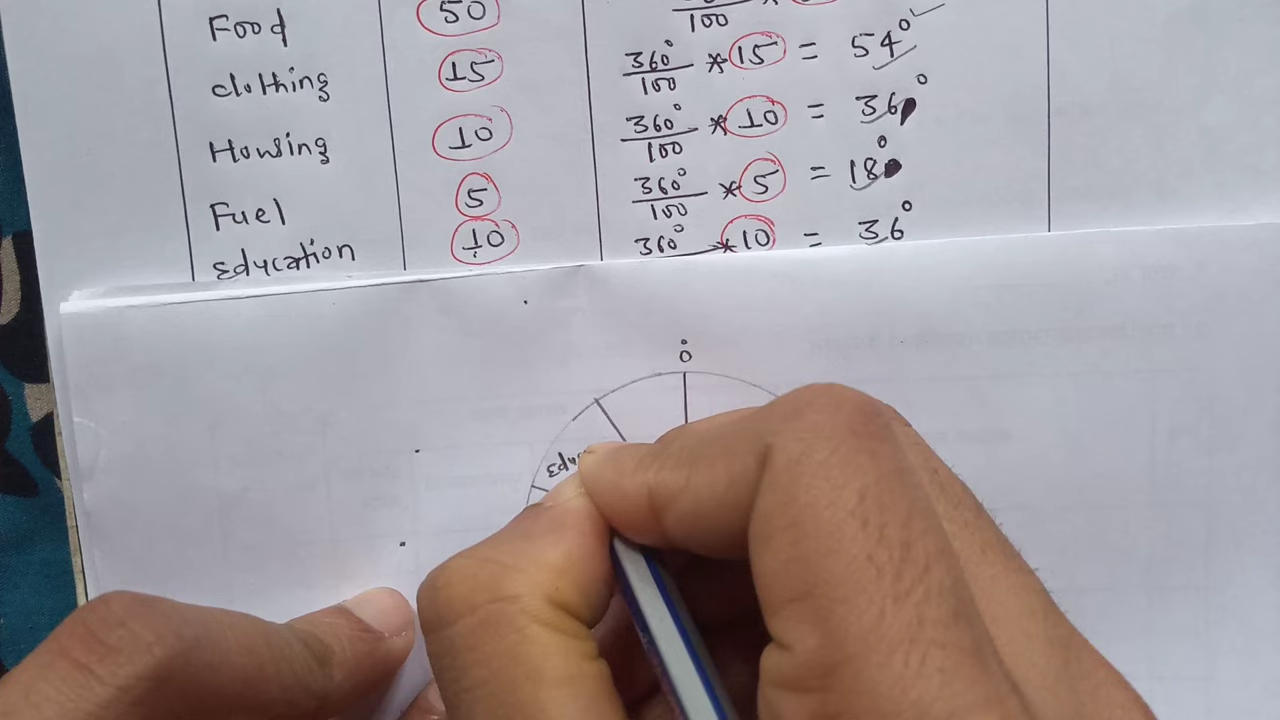 Food 50 100 *
clothing 15 360°/100 * 15 = 54°
Housing 10 360°/100 * 10 = 36°
Fuel 5 360°/100 * 5 = 18°
education 10 360° * 10 = 36°
0